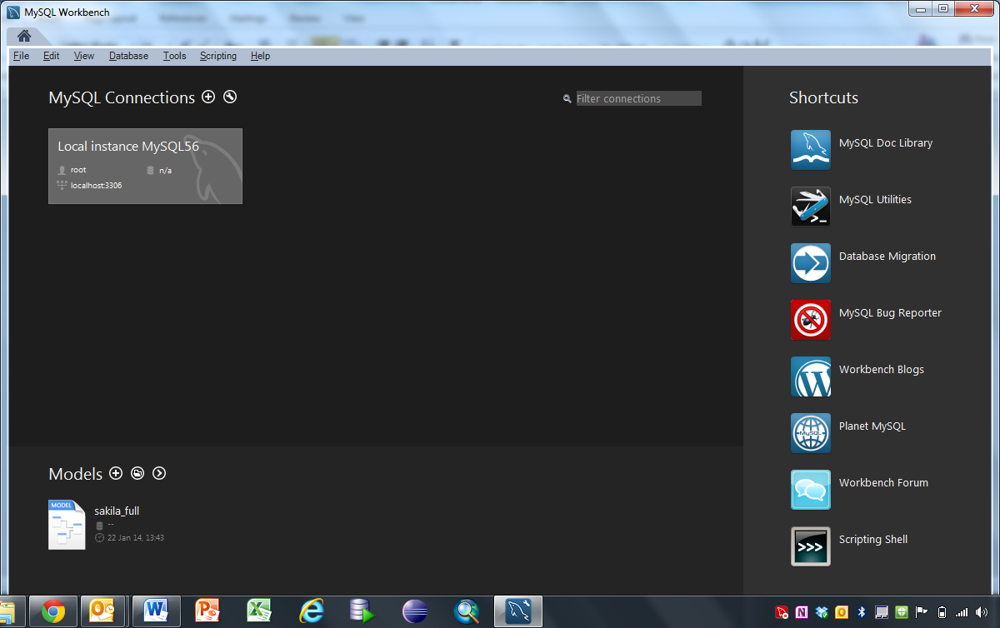 MySQL Workbench
File Edit View Database Tools Scripting Help
MySQL Connections
Filter connections
Local instance MySQL56
root
n/a
localhost:3306
Shortcuts
MySQL Doc Library
MySQL Utilities
Database Migration
MySQL Bug Reporter
Workbench Blogs
MySQL
Planet MySQL
Workbench Forum
>>>
Scripting Shell
Models
MODEL
sakila_full
--
22 Jan 14, 13:43